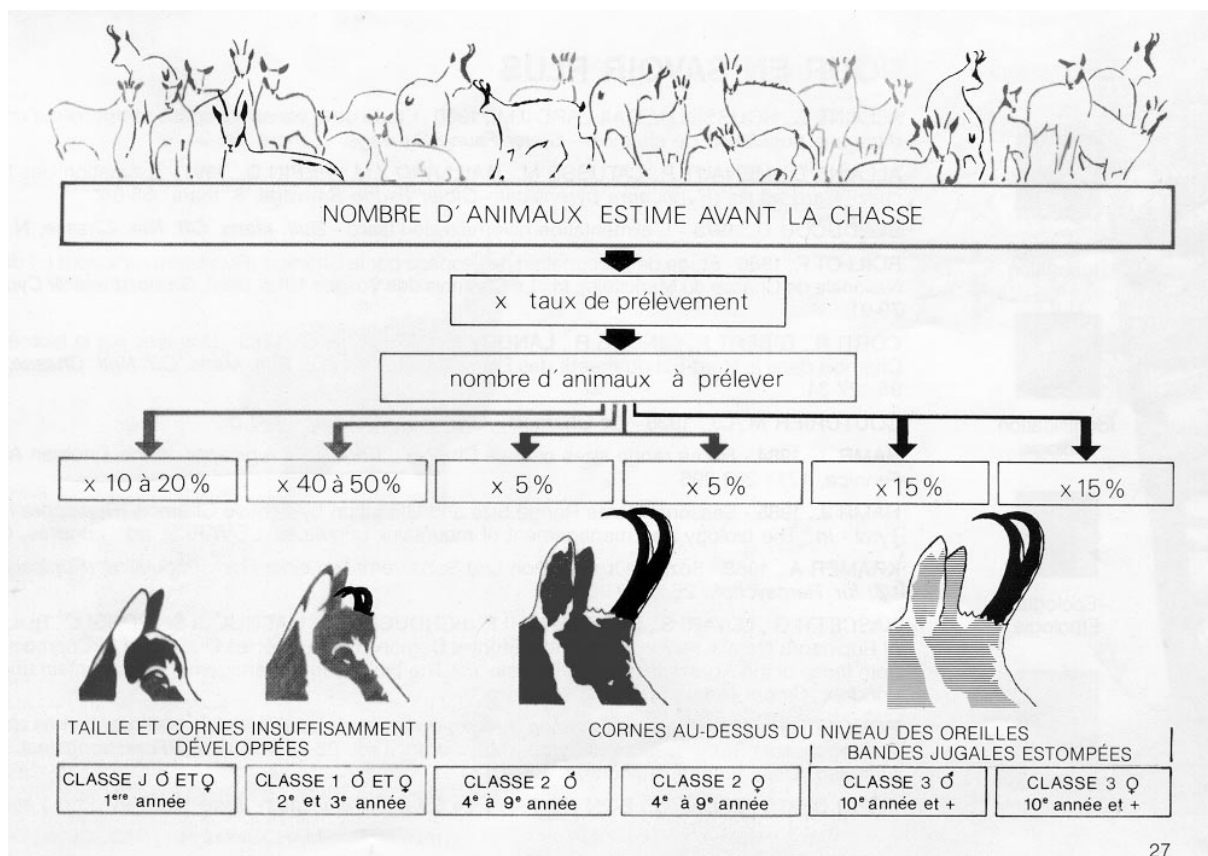 NOMBRE D'ANIMAUX ESTIME AVANT LA CHASSE
x taux de prélèvement
nombre d'animaux à prélever
x 10 à 20 % x 40 à 50 % x 5 % x 5 % x 15 % x 15 %
TAILLE ET CORNES INSUFFISAMMENT
DÉVELOPPÉES
CORNES AU-DESSUS DU NIVEAU DES OREILLES
BANDES JUGALES ESTOMPÉES
CLASSE J ♂ ET ♀
1ere année
CLASSE 1 ♂ ET ♀
2e et 3e année
CLASSE 2 ♂
4e à 9e année
CLASSE 2 ♀
4e à 9e année
CLASSE 3 ♂
10e année et +
CLASSE 3 ♀
10e année et +
27